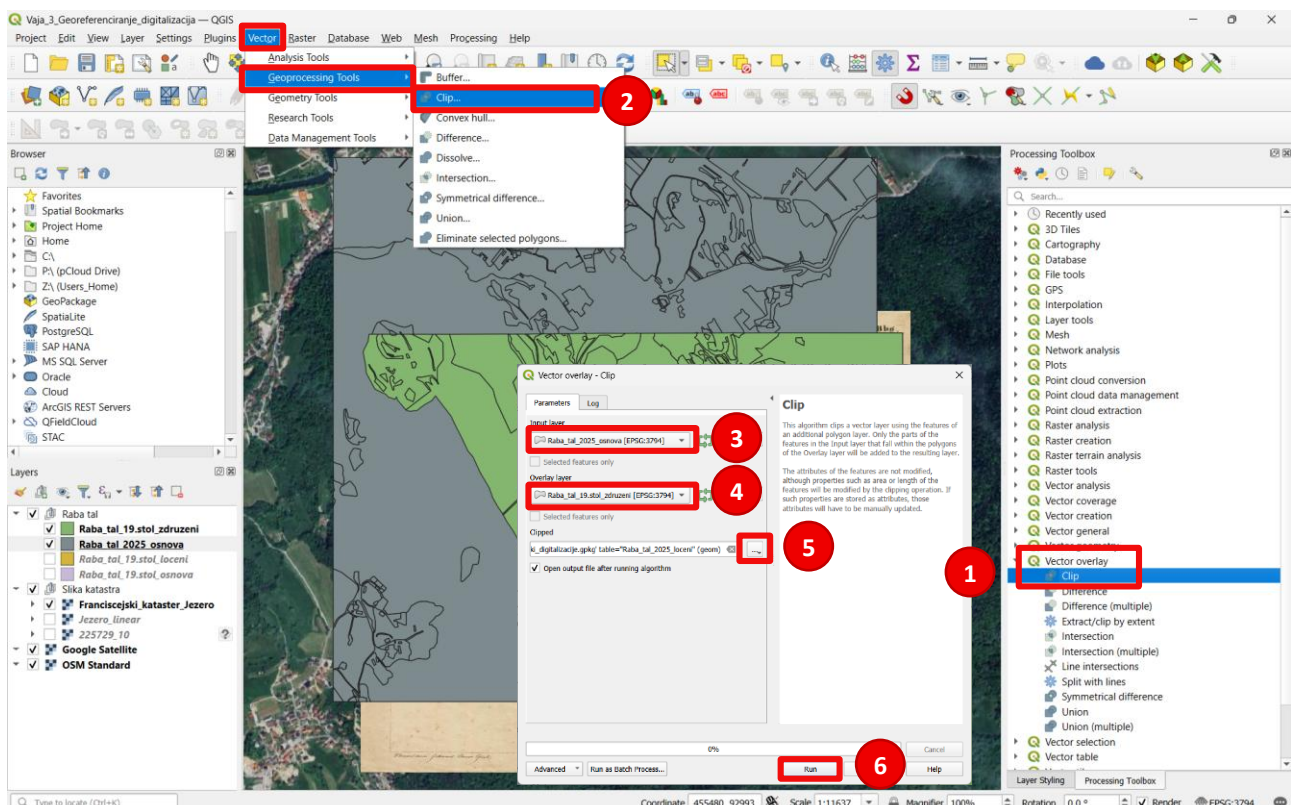 Vaja_3_Georeferenciranje_digitalizacija — QGIS
Project Edit View Layer Settings Plugins Vector Raster Database Web Mesh Processing Help
Analysis Tools
Geoprocessing Tools
Geometry Tools
Research Tools
Data Management Tools
Buffer...
Clip...
Convex hull...
Difference...
Dissolve...
Intersection...
Symmetrical difference...
Union...
Eliminate selected polygons...
2
Browser
Favorites
Spatial Bookmarks
Project Home
Home
C:\
P:\ (pCloud Drive)
Z:\ (Users_Home)
GeoPackage
SpatiaLite
PostgreSQL
SAP HANA
MS SQL Server
Oracle
Cloud
ArcGIS REST Servers
QFieldCloud
STAC
Layers
Raba tal
Raba_tal_19.stol_zdruzeni
Raba_tal_2025_osnova
Raba_tal_19.stol_loceni
Raba_tal_19.stol_osnova
Slika katastra
Franciscejski_kataster_Jezero
Jezero_linear
225729_10
?
Google Satellite
OSM Standard
Vector overlay - Clip
Parameters Log
Input layer
Raba_tal_2025_osnova [EPSG:3794]
3
Selected features only
Overlay layer
Raba_tal_19.stol_zdruzeni [EPSG:3794]
4
Selected features only
Clipped
ki_digitalizacije.gpkg' table="Raba_tal_2025_loceni" (geom)
...
5
Open output file after running algorithm
Clip
This algorithm clips a vector layer using the features of
an additional polygon layer. Only the parts of the
features in the Input layer that fall within the polygons
of the Overlay layer will be added to the resulting layer.
The attributes of the features are not modified,
although properties such as area or length of the
features will be modified by the clipping operation. If
such properties are stored as attributes, those
attributes will have to be manually updated.
0%
Cancel
Advanced
Run as Batch Process...
Run
6
Help
Processing Toolbox
Search...
Recently used
3D Tiles
Cartography
Database
File tools
GPS
Interpolation
Layer tools
Mesh
Network analysis
Plots
Point cloud conversion
Point cloud data management
Point cloud extraction
Raster analysis
Raster creation
Raster terrain analysis
Raster tools
Vector analysis
Vector coverage
Vector creation
Vector general
Vector geometry
Vector overlay
1
Clip
Difference
Difference (multiple)
Extract/clip by extent
Intersection
Intersection (multiple)
Line intersections
Split with lines
Symmetrical difference
Union
Union (multiple)
Vector selection
Vector table
Layer Styling Processing Toolbox
Type to locate (Ctrl+K)
Coordinate 455480 92993 Scale 1:11637 Magnifier 100% Rotation 0.0 ° Render EPSG:3794